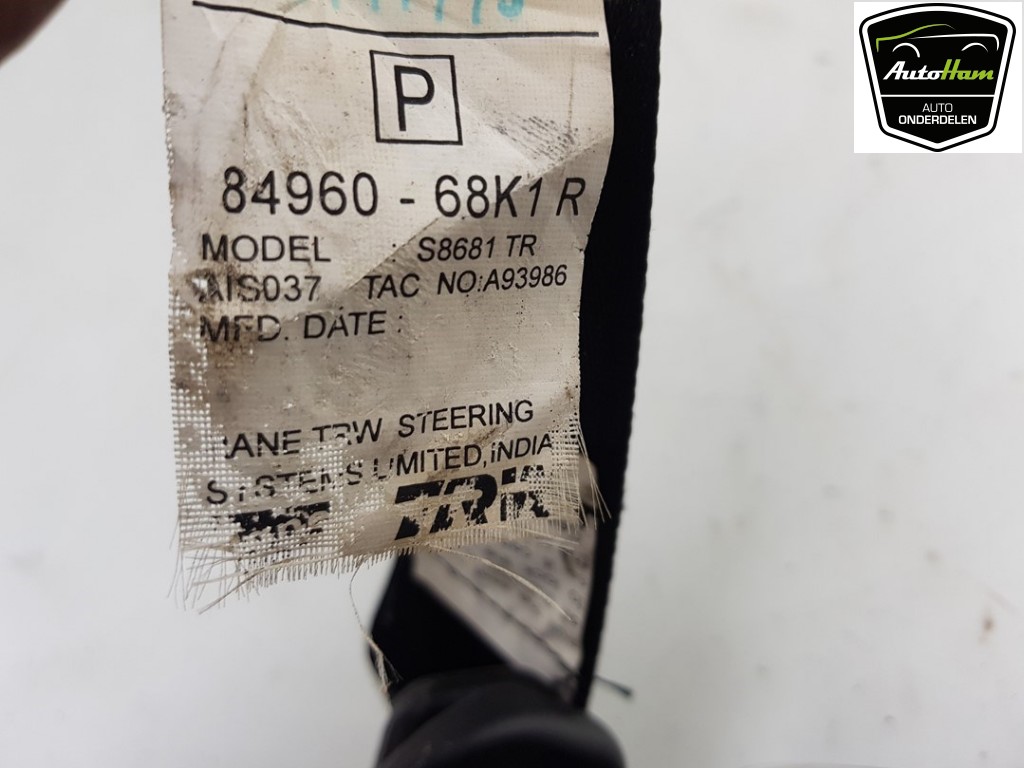 P
84960 - 68K1 R
MODEL : S8681 TR
AIS037 TAC NO:A93986
MFD. DATE :
RANE TRW STEERING
SYSTEMS LIMITED, INDIA
TRW
AutoHam
AUTO
ONDERDELEN